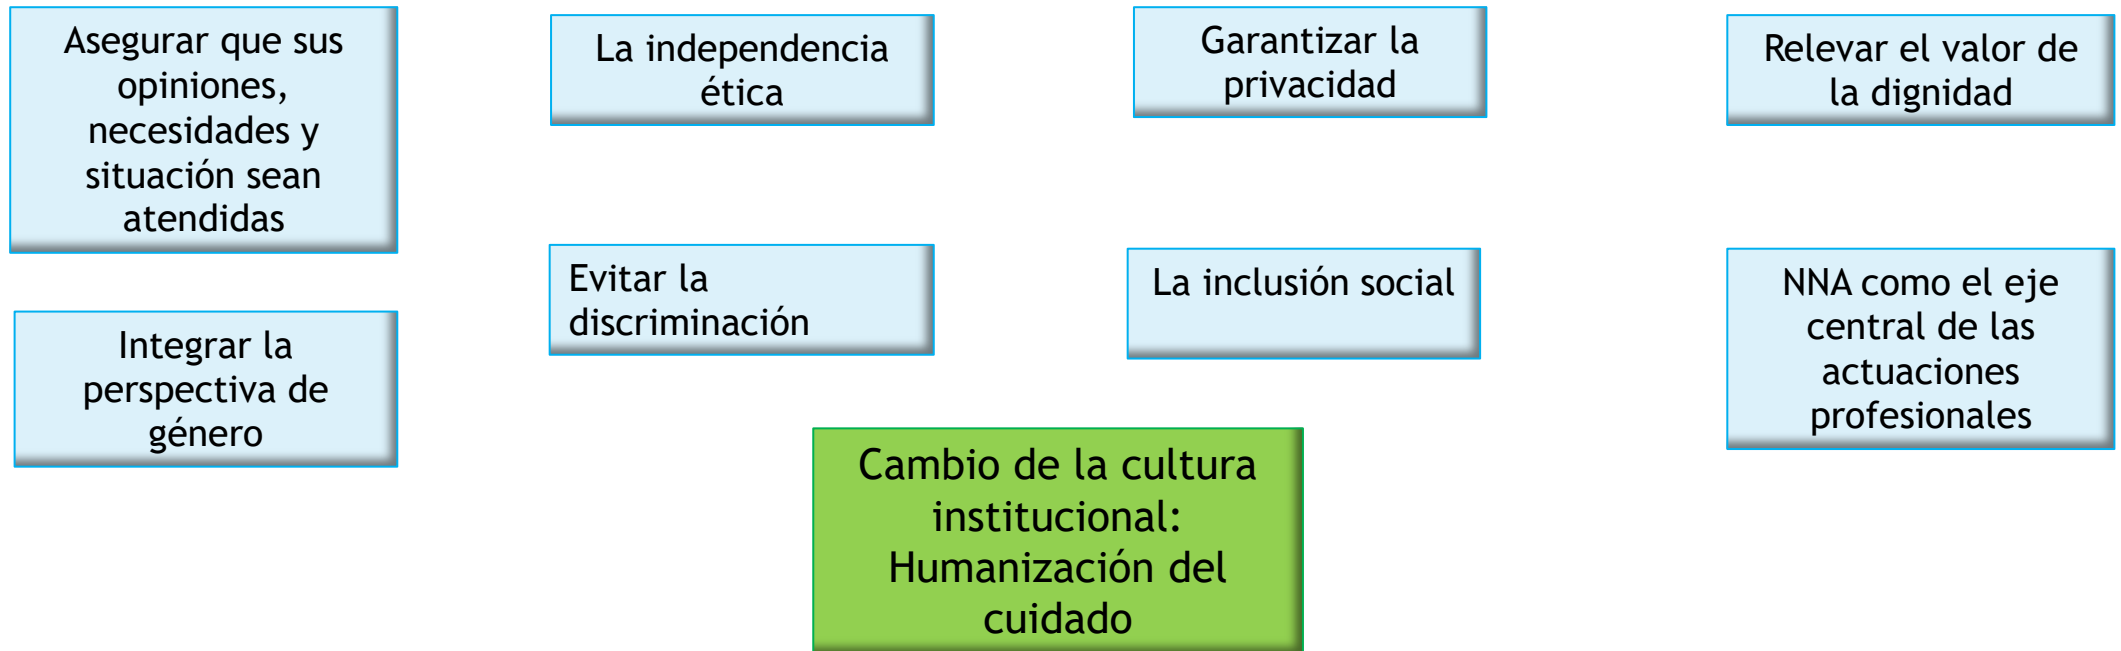 Asegurar que sus
opiniones,
necesidades y
situación sean
atendidas
La independencia
ética
Garantizar la
privacidad
Relevar el valor de
la dignidad
Integrar la
perspectiva de
género
Evitar la
discriminación
La inclusión social
NNA como el eje
central de las
actuaciones
profesionales
Cambio de la cultura
institucional:
Humanización del
cuidado